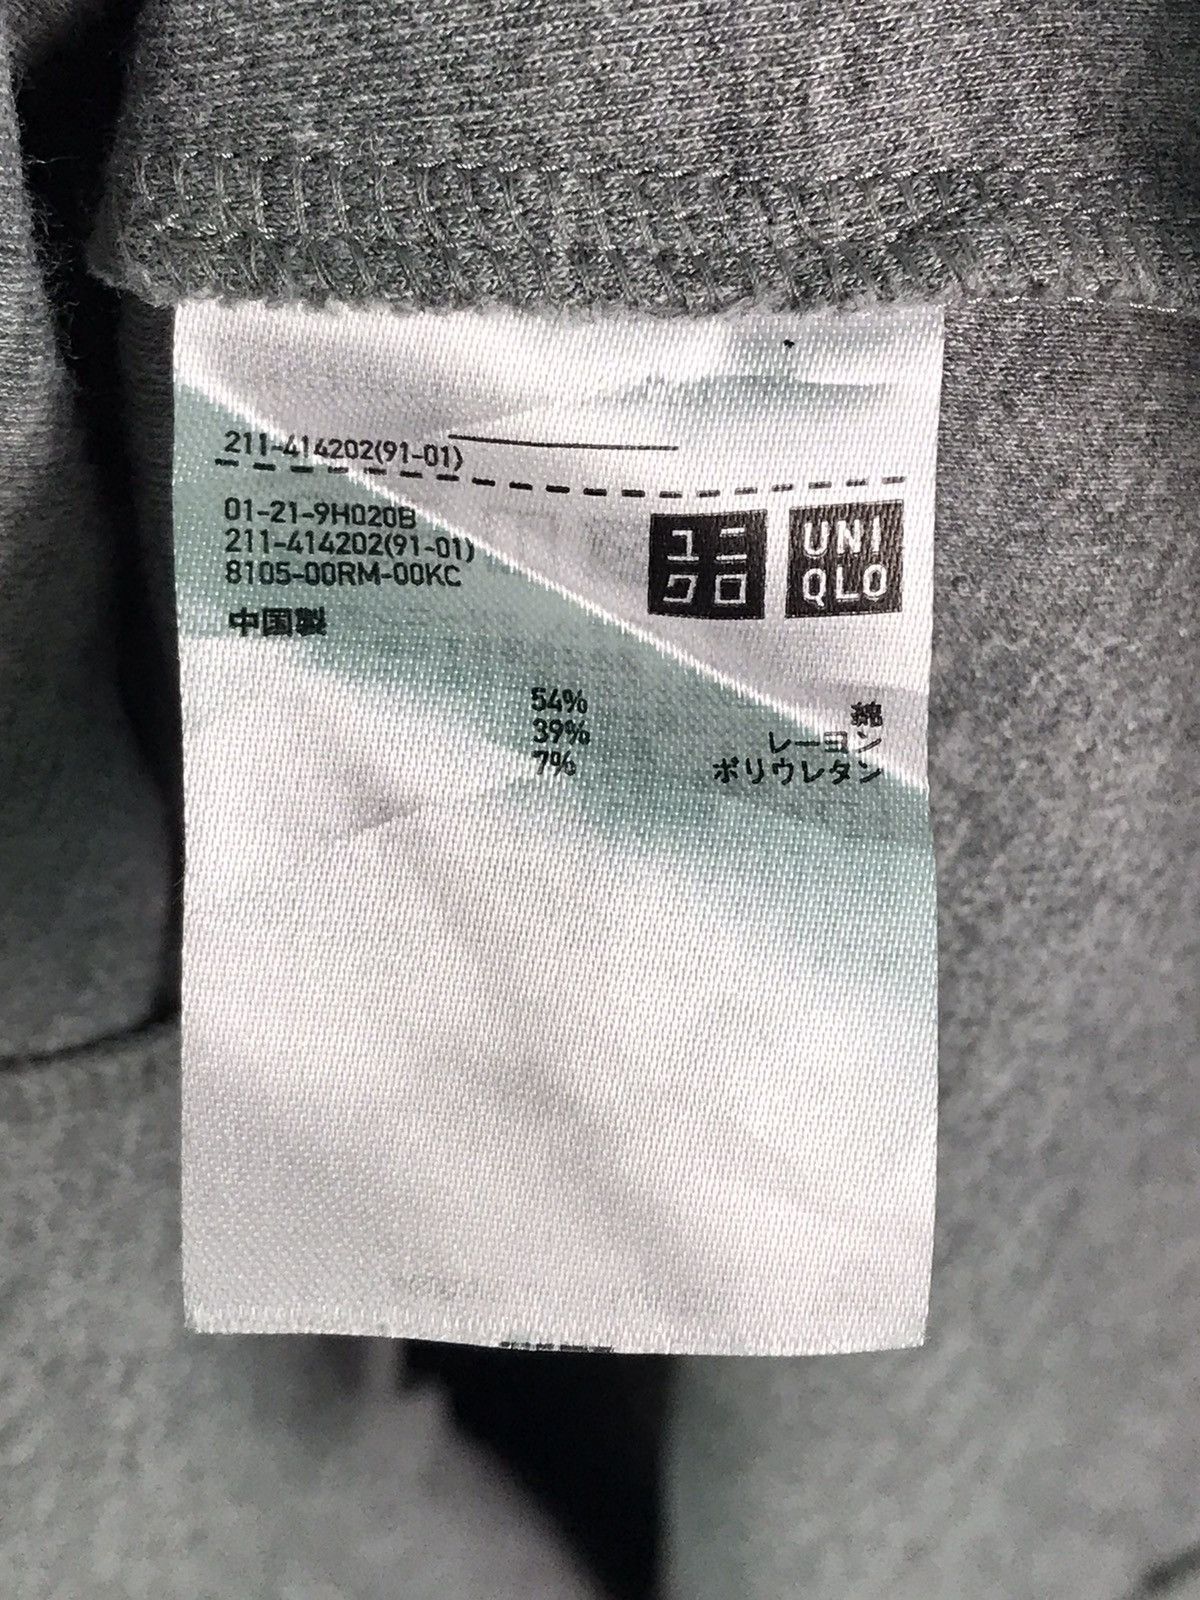 211-414202(91-01)
01-21-9H020B
211-414202(91-01)
8105-00RM-00KC
中国製
ユニ
クロ
UNI
QLO
54% 綿
39% レーヨン
7% ポリウレタン